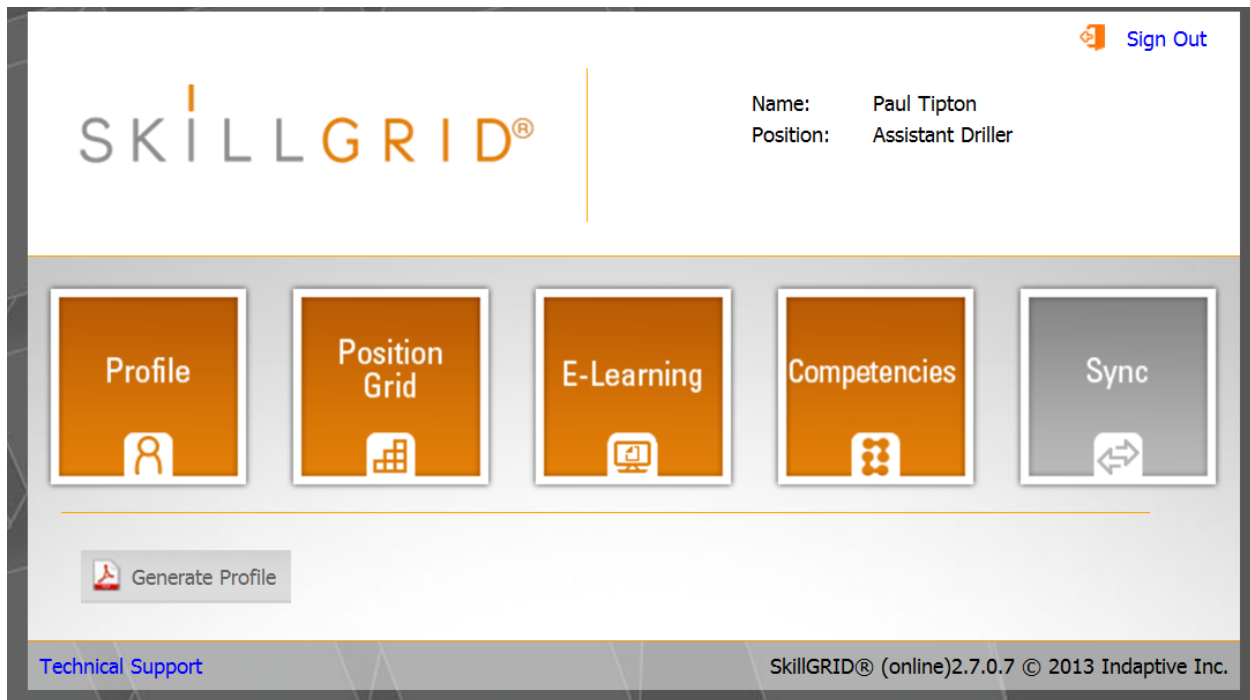 Sign Out
SKILLGRID®
Name: Paul Tipton
Position: Assistant Driller
Profile
Position
Grid
E-Learning
Competencies
Sync
Generate Profile
Technical Support
SkillGRID® (online)2.7.0.7 © 2013 Indaptive Inc.